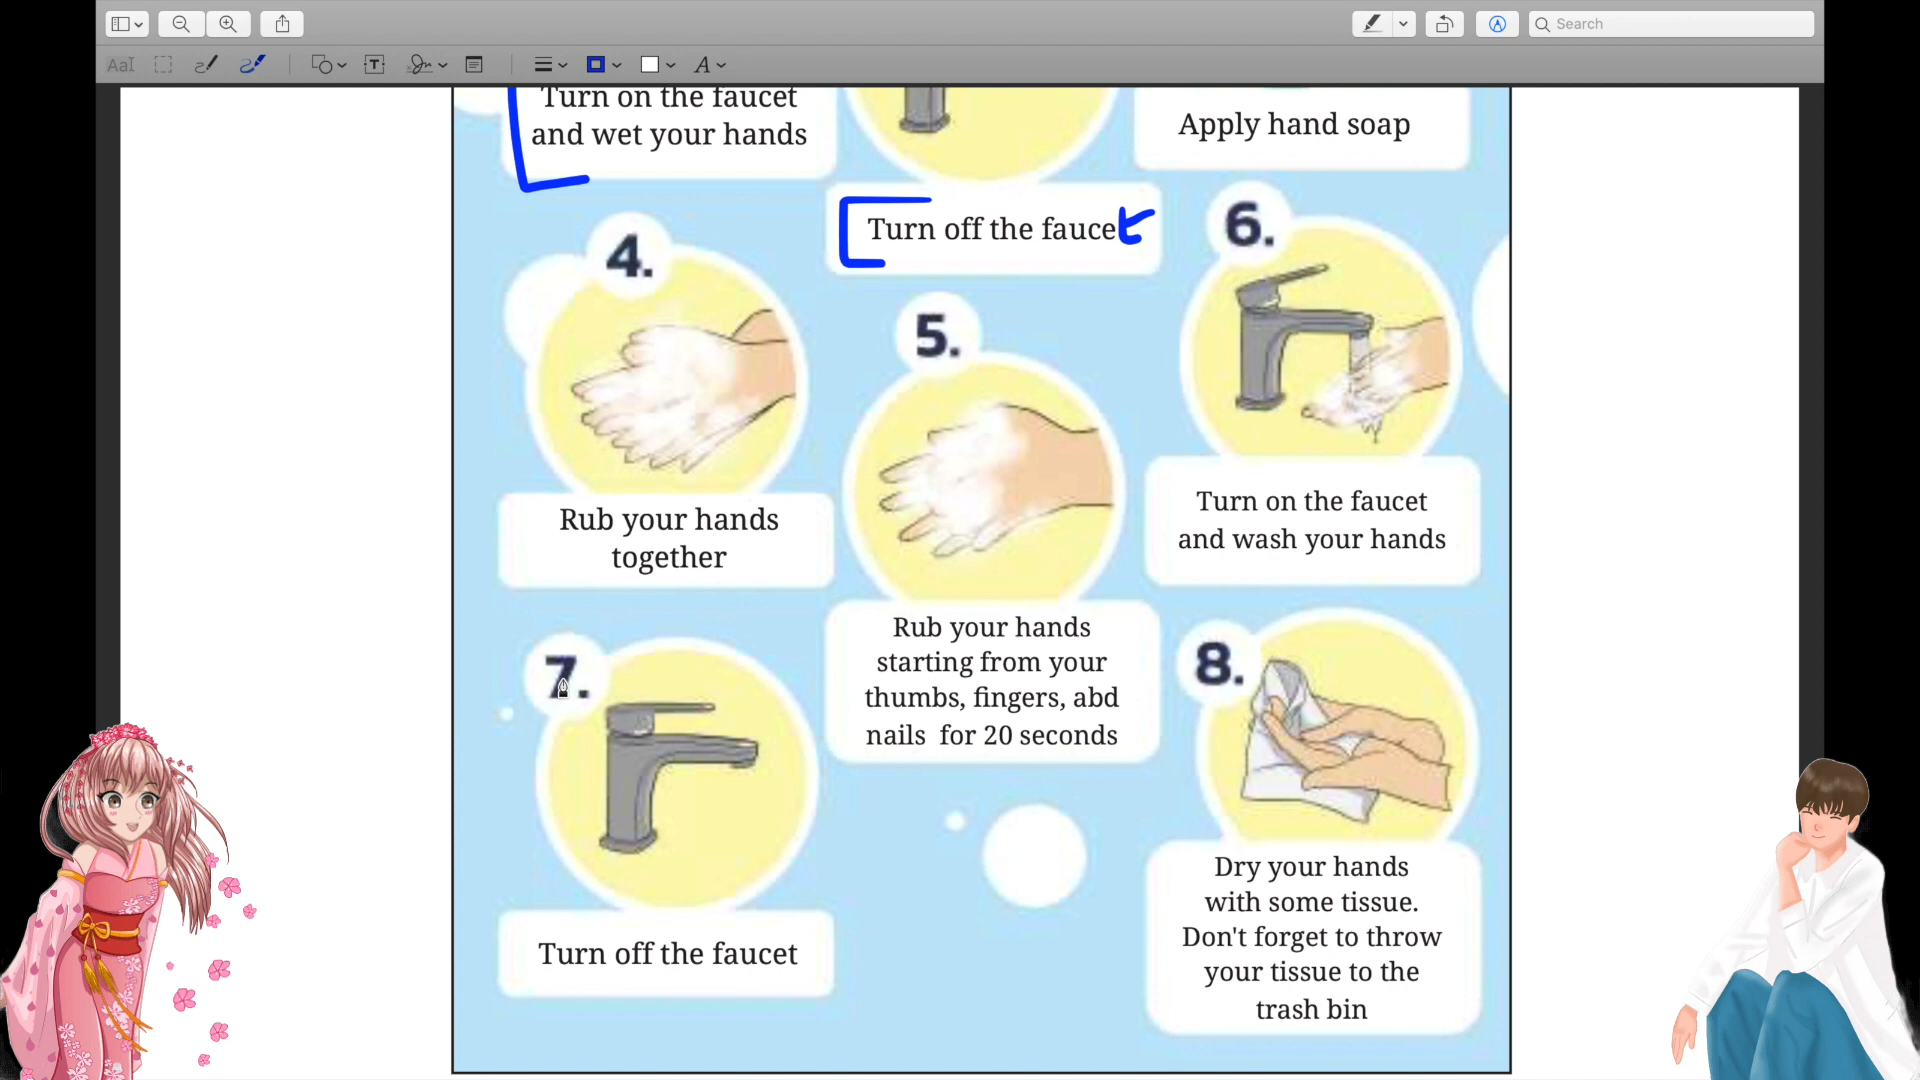 Search
AaI
T
A
Turn on the faucet
and wet your hands
Turn off the faucet
Apply hand soap
4.
Rub your hands
together
5.
Rub your hands
starting from your
thumbs, fingers, abd
nails for 20 seconds
6.
Turn on the faucet
and wash your hands
7.
Turn off the faucet
8.
Dry your hands
with some tissue.
Don't forget to throw
your tissue to the
trash bin